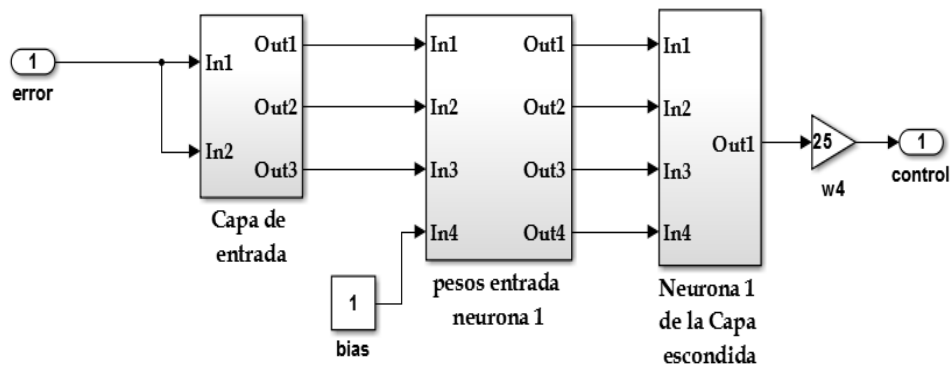 1
error
In1
In2
Out1
Out2
Out3
Capa de
entrada
In1
In2
In3
In4
Out1
Out2
Out3
Out4
pesos entrada
neurona 1
1
bias
In1
In2
In3
In4
Out1
Neurona 1
de la Capa
escondida
25
w4
1
control